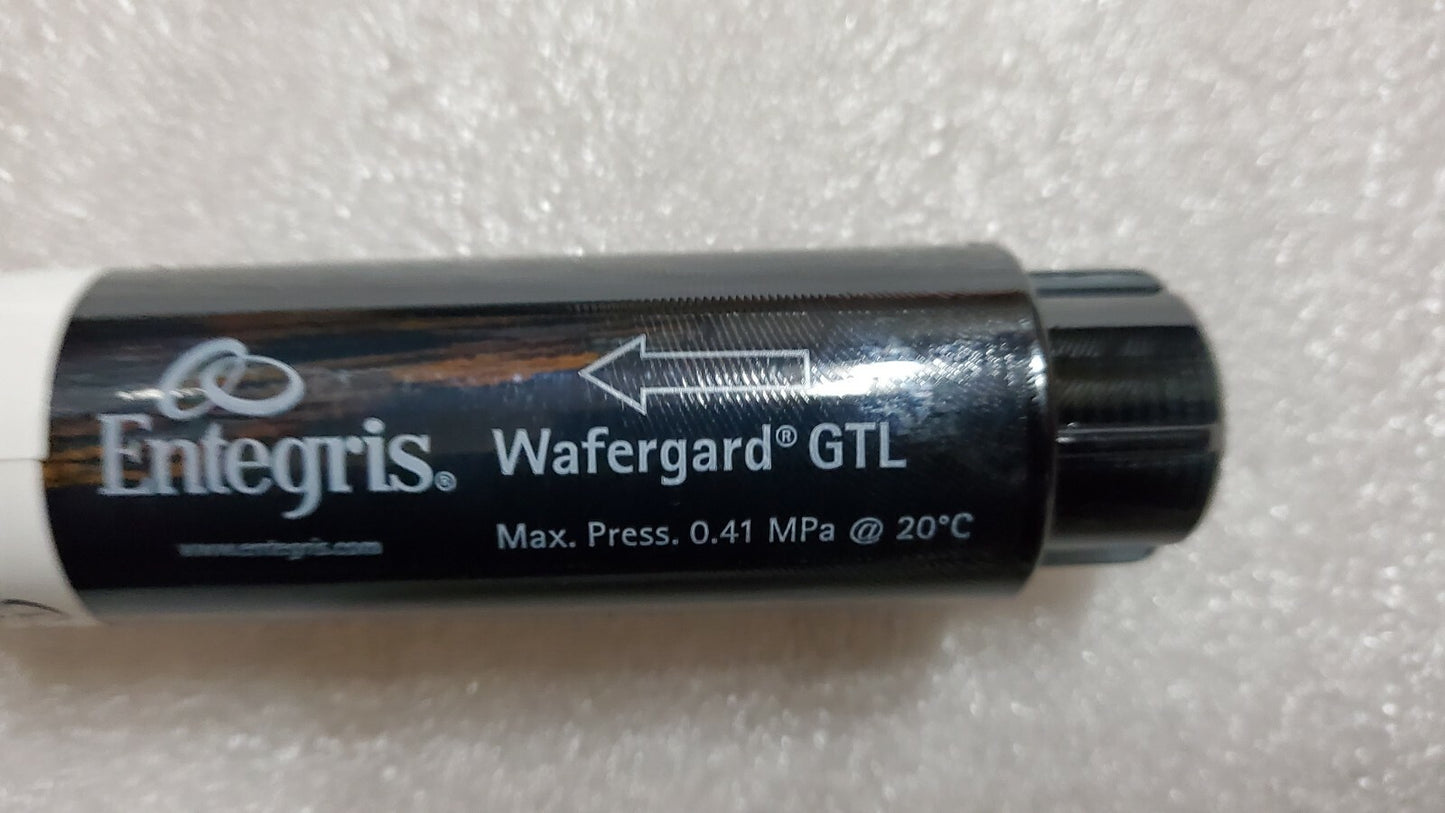 Entegris®
www.entegris.com
Wafergard® GTL
Max. Press. 0.41 MPa @ 20°C